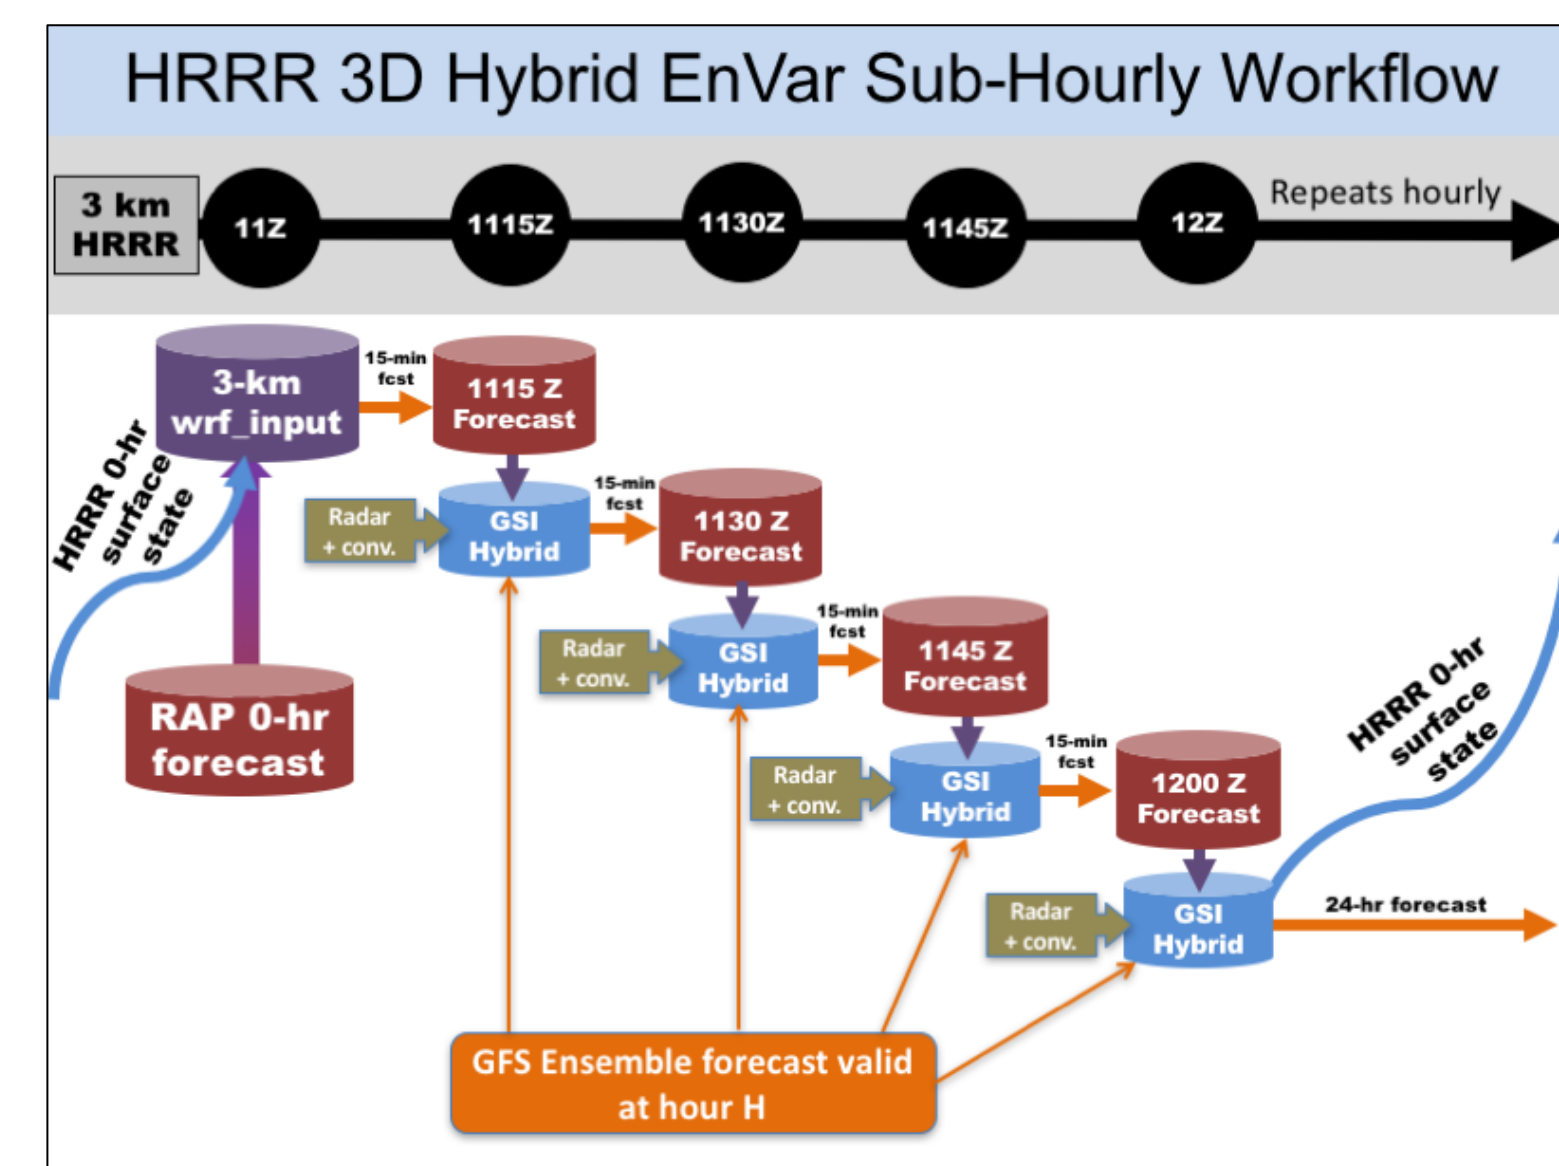 HRRR 3D Hybrid EnVar Sub-Hourly Workflow
3 km
HRRR
11Z
1115Z
1130Z
1145Z
12Z
Repeats hourly
3-km
wrf_input
15-min
fcst
1115 Z
Forecast
HRRR 0-hr
surface
state
Radar
+ conv.
GSI
Hybrid
15-min
fcst
1130 Z
Forecast
RAP 0-hr
forecast
Radar
+ conv.
GSI
Hybrid
15-min
fcst
1145 Z
Forecast
Radar
+ conv.
GSI
Hybrid
15-min
fcst
1200 Z
Forecast
HRRR 0-hr
surface
state
Radar
+ conv.
GSI
Hybrid
24-hr forecast
GFS Ensemble forecast valid
at hour H